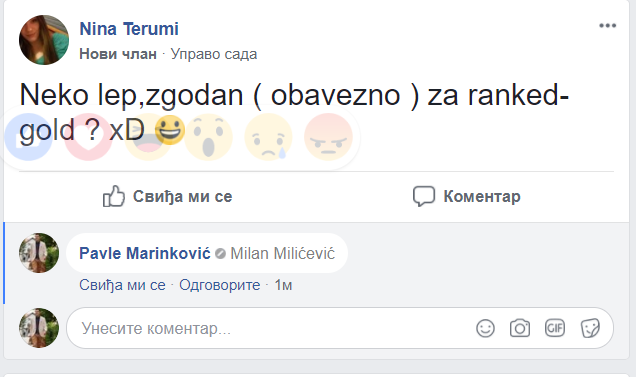 Nina Terumi
Нови члан · Управо сада
Neko lep,zgodan ( obavezno ) za ranked-
gold ? xD 😀
Свиђа ми се
Коментар
Pavle Marinković Milan Milićević
Свиђа ми се · Одговорите · 1м
Унесите коментар...
GIF